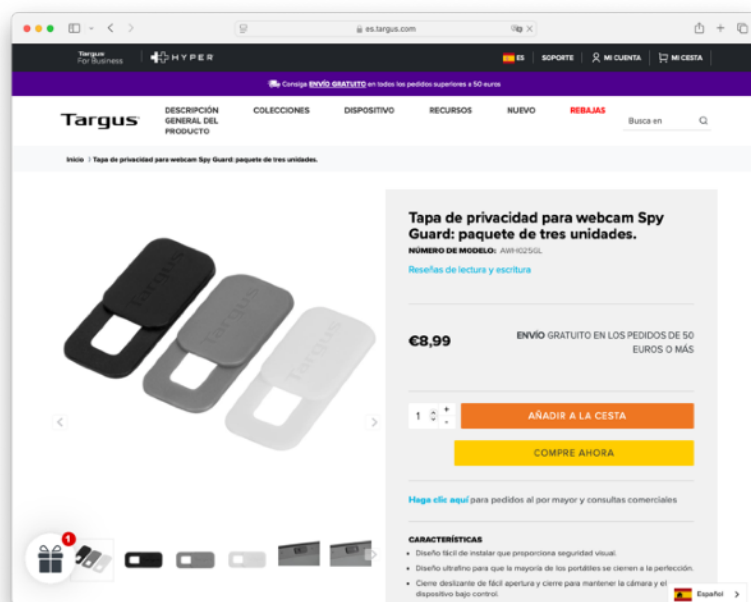 es.targus.com
Targus
For Business
HYPER
ES
SOPORTE
MI CUENTA
MI CESTA
Consiga ENVÍO GRATUITO en todos los pedidos superiores a 50 euros
Targus
DESCRIPCIÓN
GENERAL DEL
PRODUCTO
COLECCIONES
DISPOSITIVO
RECURSOS
NUEVO
REBAJAS
Busca en
Inicio > Tapa de privacidad para webcam Spy Guard: paquete de tres unidades.
Targus
Targus
Targus
Tapa de privacidad para webcam Spy
Guard: paquete de tres unidades.
NÚMERO DE MODELO: AWH025GL
Reseñas de lectura y escritura
€8,99
ENVÍO GRATUITO EN LOS PEDIDOS DE 50
EUROS O MÁS
1
+
-
AÑADIR A LA CESTA
COMPRE AHORA
Haga clic aquí para pedidos al por mayor y consultas comerciales
CARACTERÍSTICAS
• Diseño fácil de instalar que proporciona seguridad visual.
• Diseño ultrafino para que la mayoría de los portátiles se cierren a la perfección.
• Cierre deslizante de fácil apertura y cierre para mantener la cámara y el
dispositivo bajo control.
1
Español